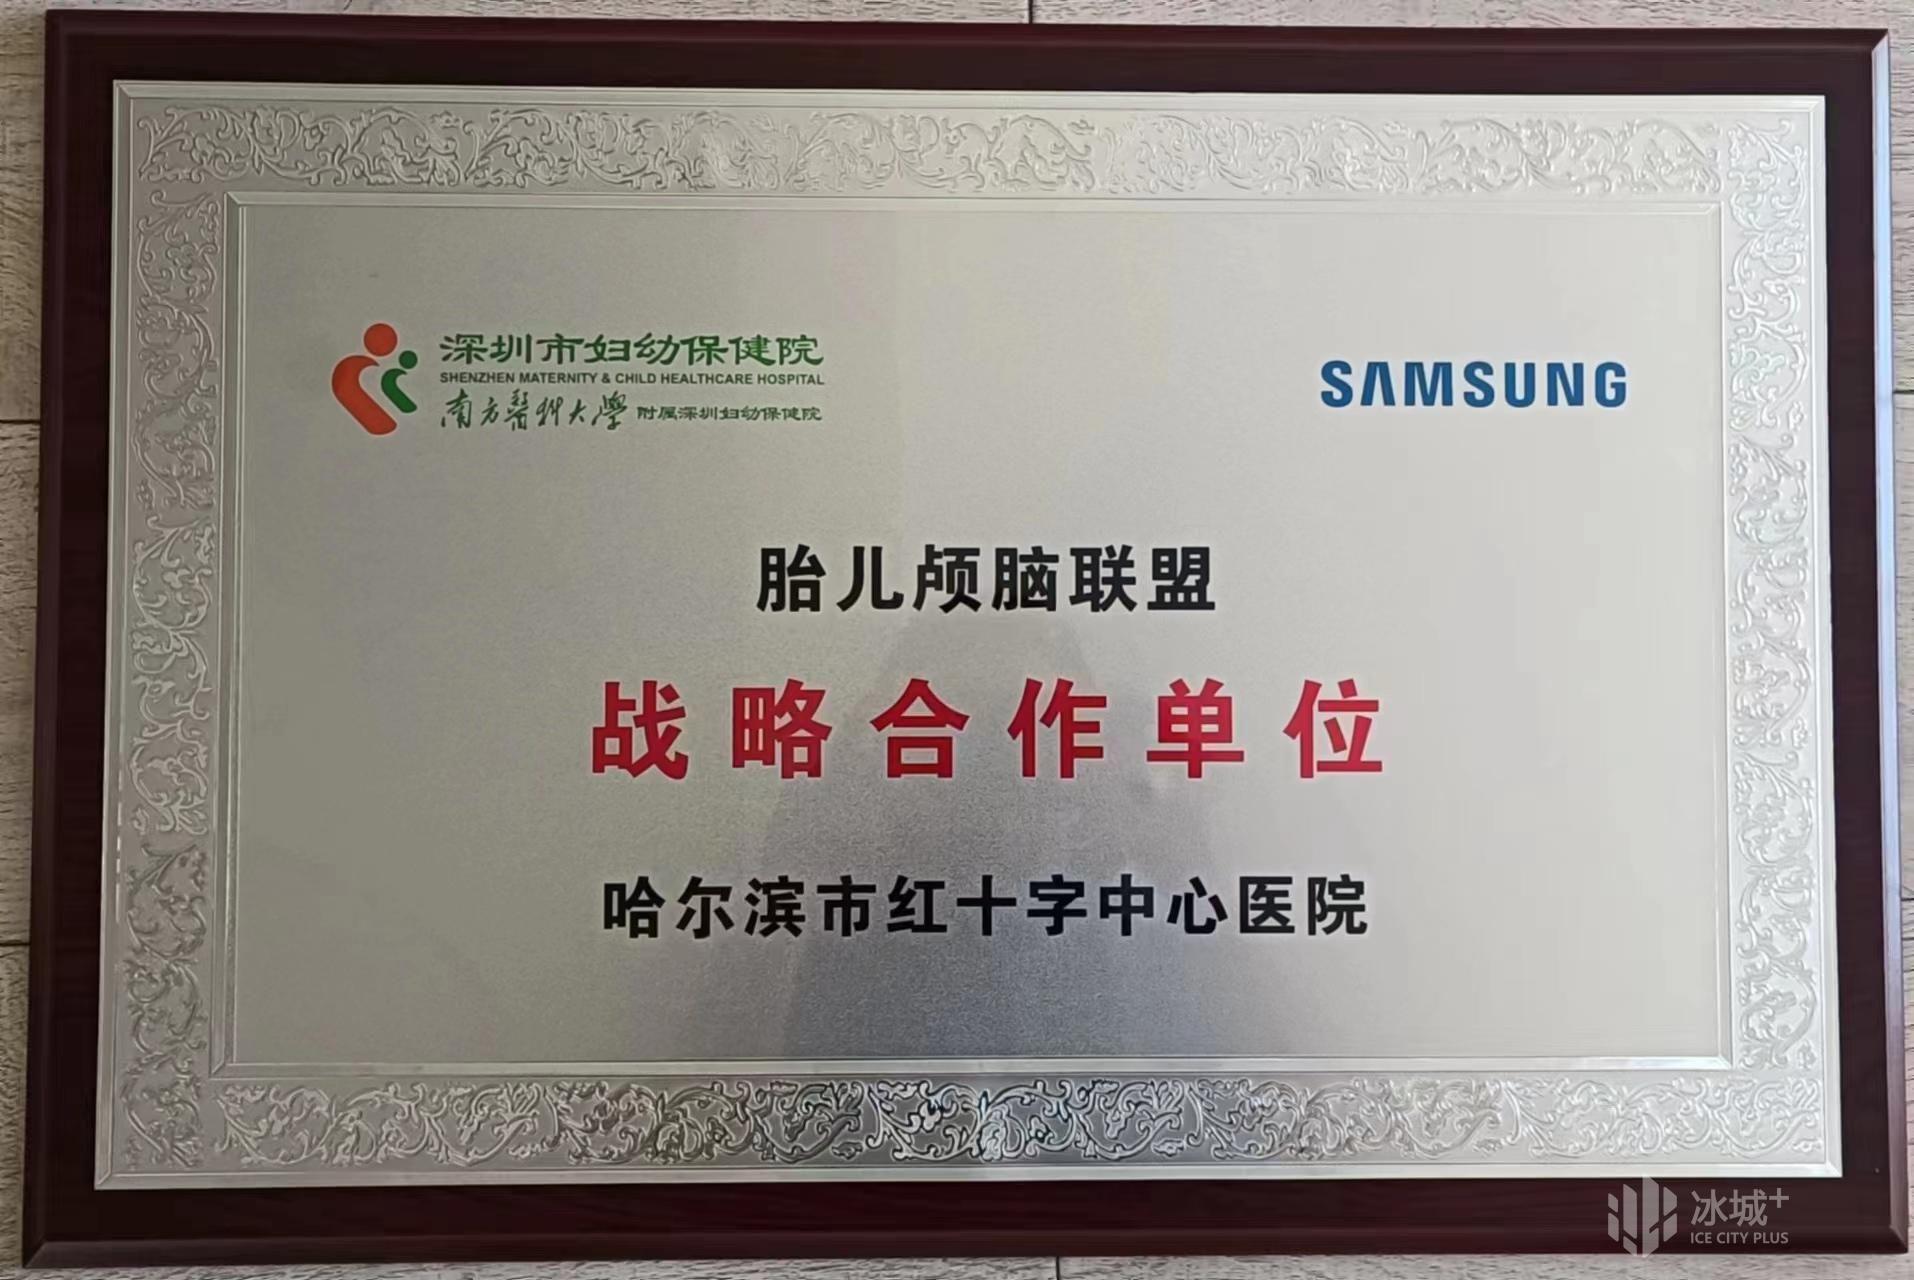 深圳市妇幼保健院
SHENZHEN MATERNITY & CHILD HEALTHCARE HOSPITAL
南方醫科大學 附属深圳妇幼保健院
SAMSUNG
胎儿颅脑联盟
战略合作单位
哈尔滨市红十字中心医院
冰城+
ICE CITY PLUS